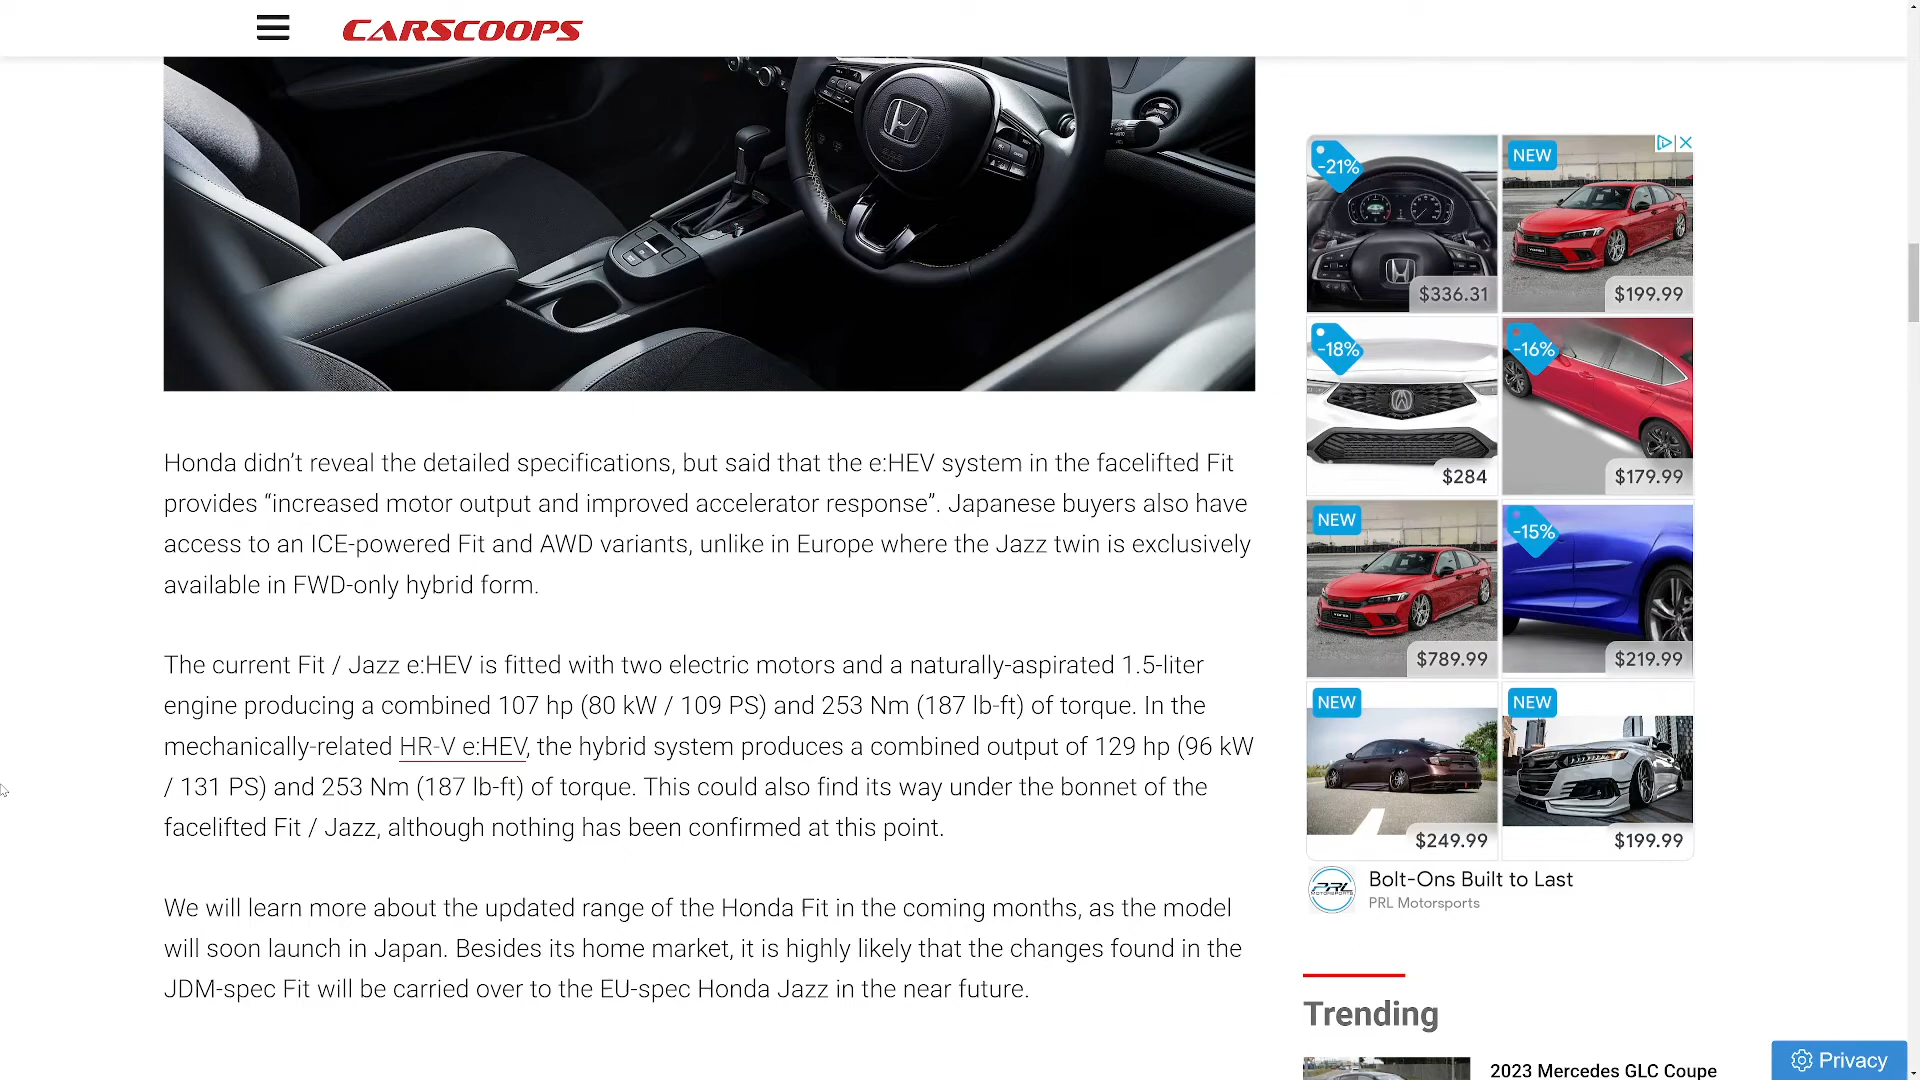 CARSCOOPS
Honda didn’t reveal the detailed specifications, but said that the e:HEV system in the facelifted Fit
provides “increased motor output and improved accelerator response”. Japanese buyers also have
access to an ICE-powered Fit and AWD variants, unlike in Europe where the Jazz twin is exclusively
available in FWD-only hybrid form.
The current Fit / Jazz e:HEV is fitted with two electric motors and a naturally-aspirated 1.5-liter
engine producing a combined 107 hp (80 kW / 109 PS) and 253 Nm (187 lb-ft) of torque. In the
mechanically-related HR-V e:HEV, the hybrid system produces a combined output of 129 hp (96 kW
/ 131 PS) and 253 Nm (187 lb-ft) of torque. This could also find its way under the bonnet of the
facelifted Fit / Jazz, although nothing has been confirmed at this point.
We will learn more about the updated range of the Honda Fit in the coming months, as the model
will soon launch in Japan. Besides its home market, it is highly likely that the changes found in the
JDM-spec Fit will be carried over to the EU-spec Honda Jazz in the near future.
-21%
$336.31
NEW
$199.99
-18%
$284
-16%
$179.99
NEW
$789.99
-15%
$219.99
NEW
$249.99
NEW
$199.99
PRL
MOTORSPORTS
Bolt-Ons Built to Last
PRL Motorsports
Trending
2023 Mercedes GLC Coupe
Privacy